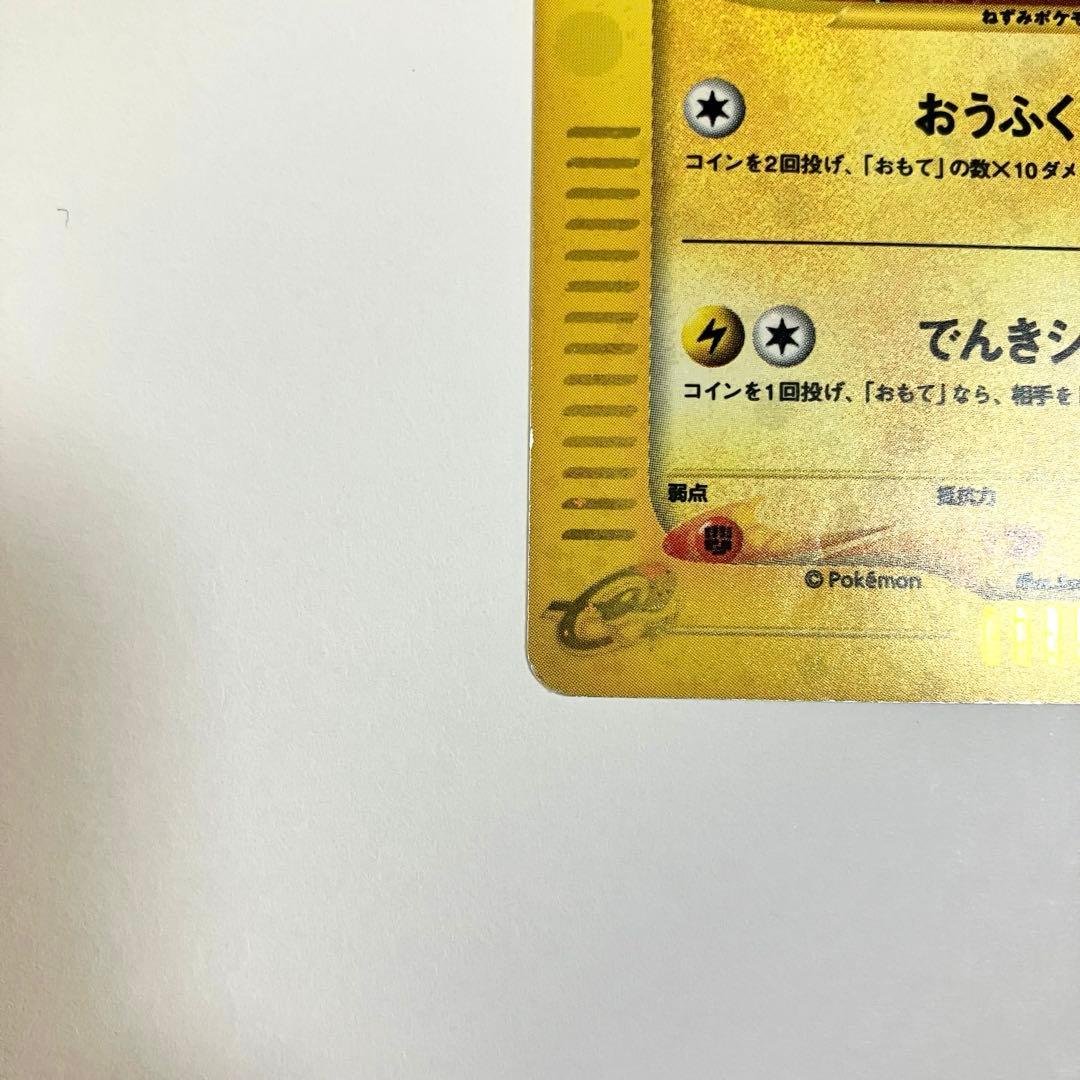 ねずみポケモ
おうふく
コインを2回投げ、「おもて」の数×10ダメ
でんきシ
コインを1回投げ、「おもて」なら、相手を
弱点
抵抗力
©Pokémon